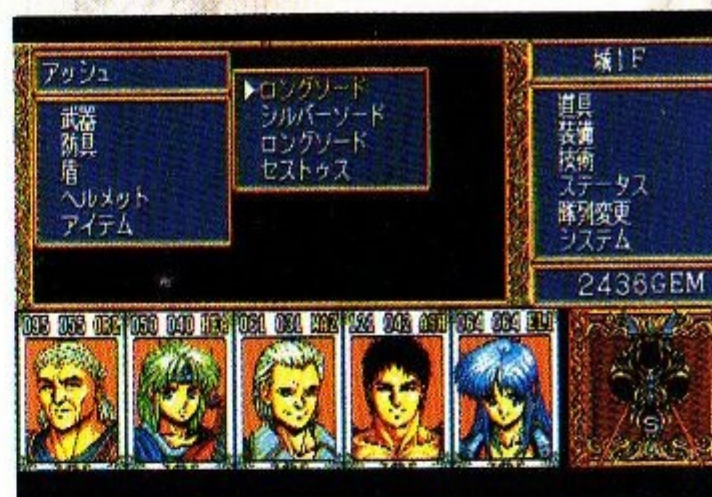 アッシュ
武器
防具
盾
ヘルメット
アイテム
ロングソード
シルバーソード
ロングソード
セストゥス
城1F
道具
装備
技術
ステータス
隊列変更
システム
2436GEM
095 055
050 040
061 031 MAZ
121 042 ASH
064 064 ELI
S